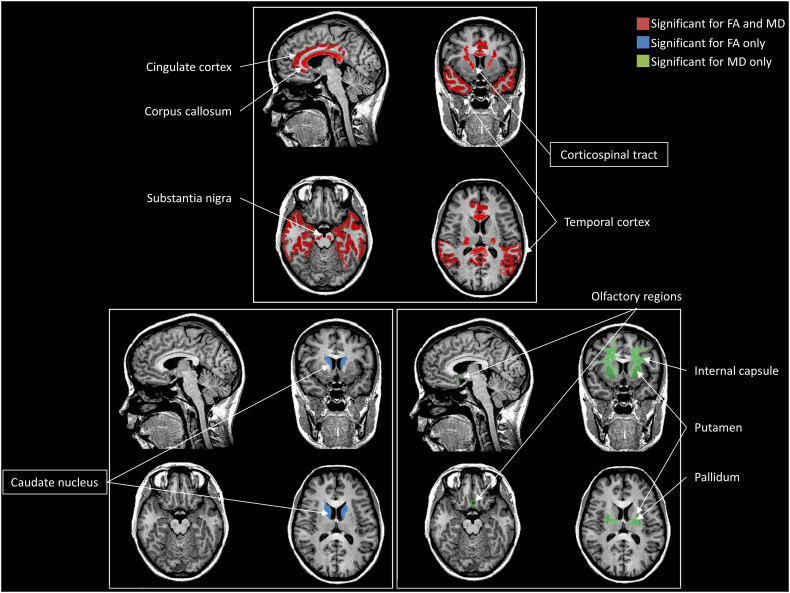 Significant for FA and MD
Significant for FA only
Significant for MD only
Cingulate cortex
Corpus callosum
Corticospinal tract
Substantia nigra
Temporal cortex
Olfactory regions
Internal capsule
Putamen
Caudate nucleus
Pallidum